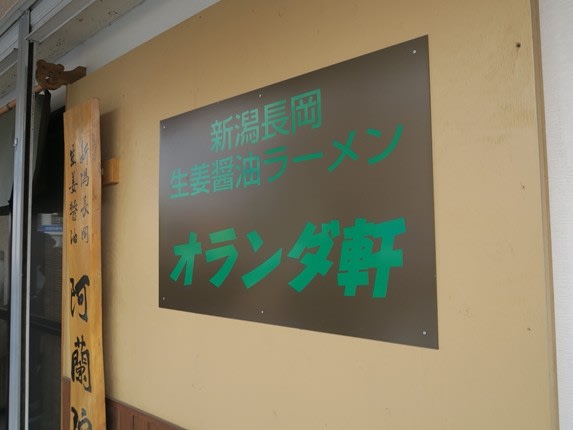 新潟長岡
生姜醤油ラーメン
オランダ軒
新潟長岡
生姜醤油
阿蘭陀